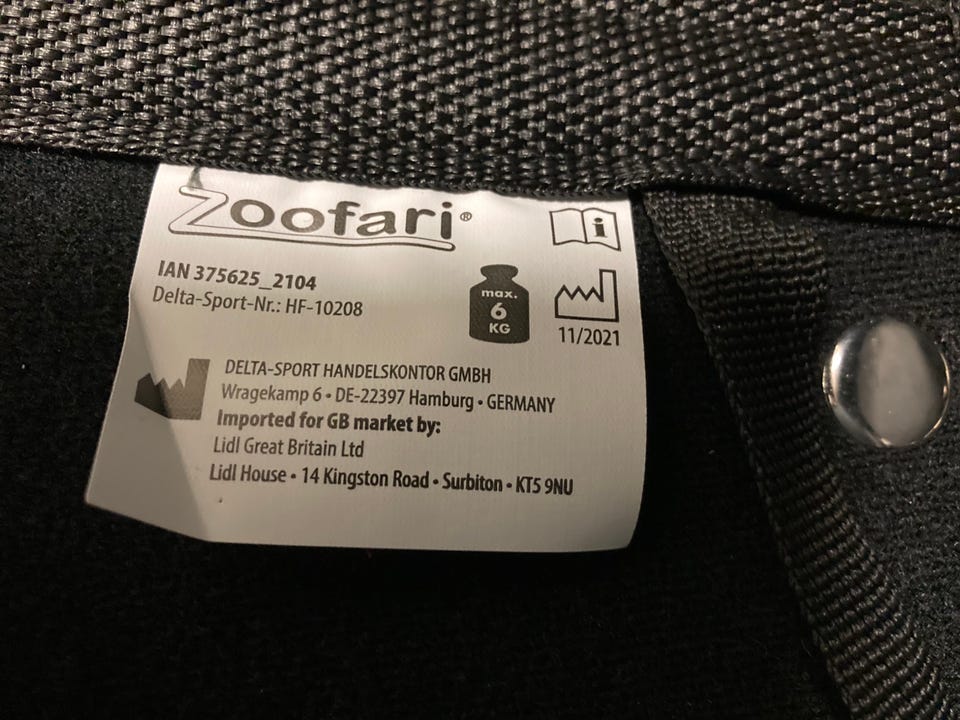 Zoofari®
i
IAN 375625_2104
Delta-Sport-Nr.: HF-10208
max.
6
KG
11/2021
DELTA-SPORT HANDELSKONTOR GMBH
Wragekamp 6 • DE-22397 Hamburg • GERMANY
Imported for GB market by:
Lidl Great Britain Ltd
Lidl House • 14 Kingston Road • Surbiton • KT5 9NU